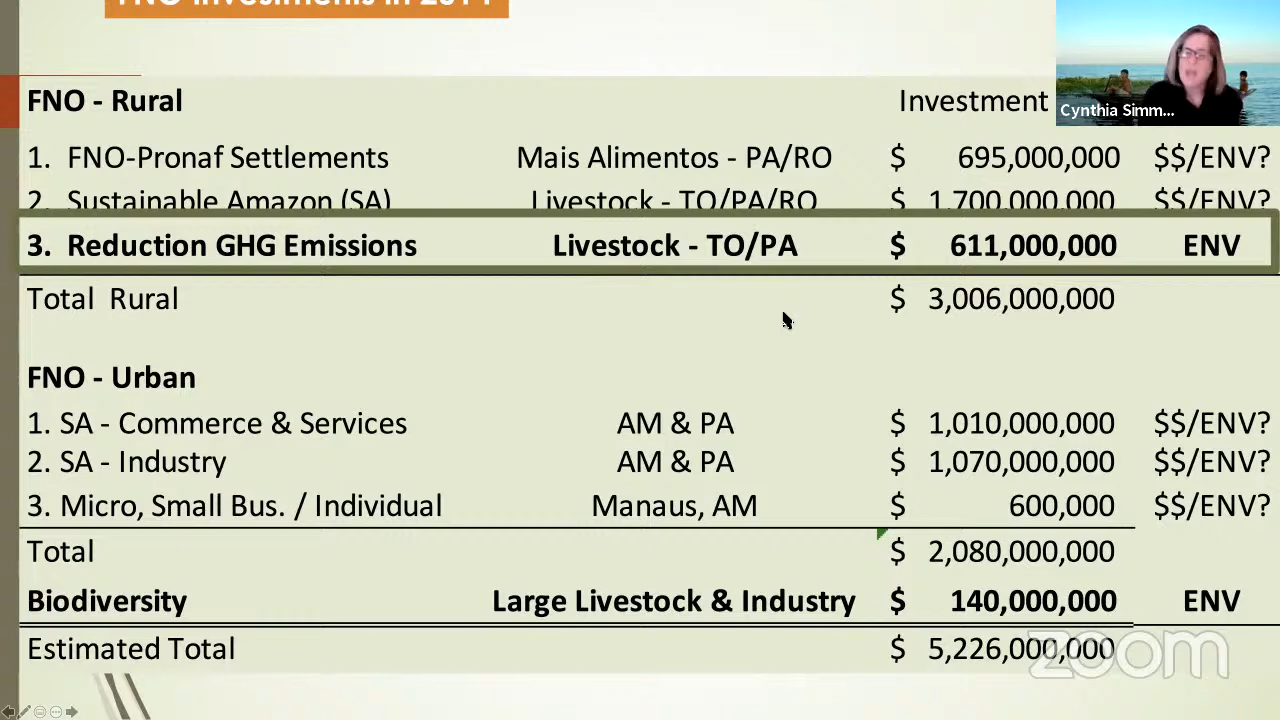 FNO Investments in 2014
FNO - Rural Investment
Cynthia Simm...
1. FNO-Pronaf Settlements Mais Alimentos - PA/RO $ 695,000,000 $$/ENV?
2. Sustainable Amazon (SA) Livestock - TO/PA/RO $ 1,700,000,000 $$/ENV?
3. Reduction GHG Emissions Livestock - TO/PA $ 611,000,000 ENV
Total Rural $ 3,006,000,000
FNO - Urban
1. SA - Commerce & Services AM & PA $ 1,010,000,000 $$/ENV?
2. SA - Industry AM & PA $ 1,070,000,000 $$/ENV?
3. Micro, Small Bus. / Individual Manaus, AM $ 600,000 $$/ENV?
Total $ 2,080,000,000
Biodiversity Large Livestock & Industry $ 140,000,000 ENV
Estimated Total $ 5,226,000,000
zoom